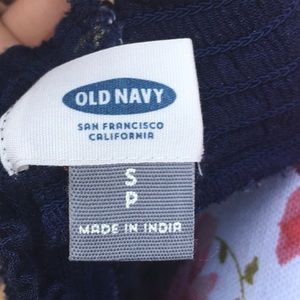 OLD NAVY
SAN FRANCISCO
CALIFORNIA
S
P
MADE IN INDIA